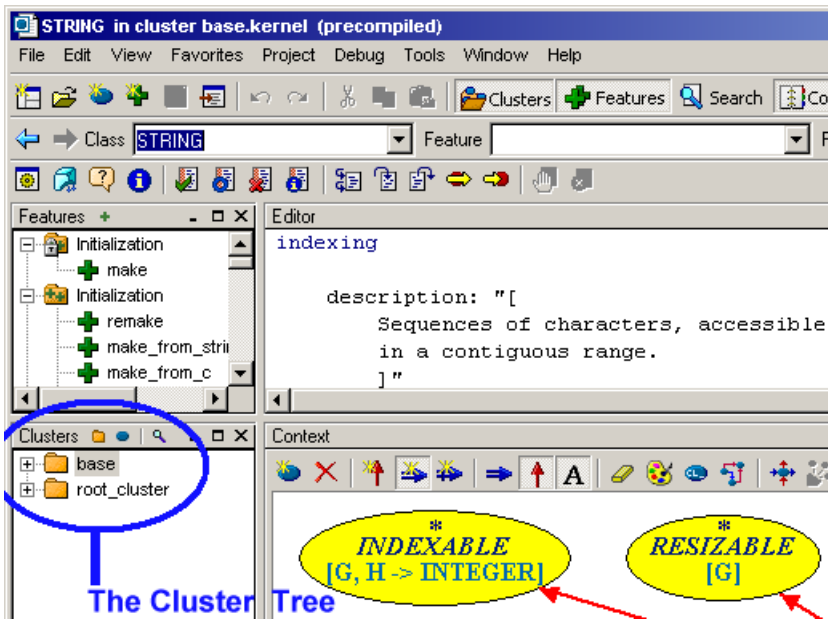 STRING in cluster base.kernel (precompiled)
File Edit View Favorites Project Debug Tools Window Help
Clusters Features Search
Class STRING Feature
Features
Initialization
make
Initialization
remake
make_from_strin
make_from_c
Editor
indexing
description: "[
Sequences of characters, accessible
in a contiguous range.
]"
Clusters
base
root_cluster
The Cluster Tree
Context
A
*
INDEXABLE
[G, H -> INTEGER]
*
RESIZABLE
[G]